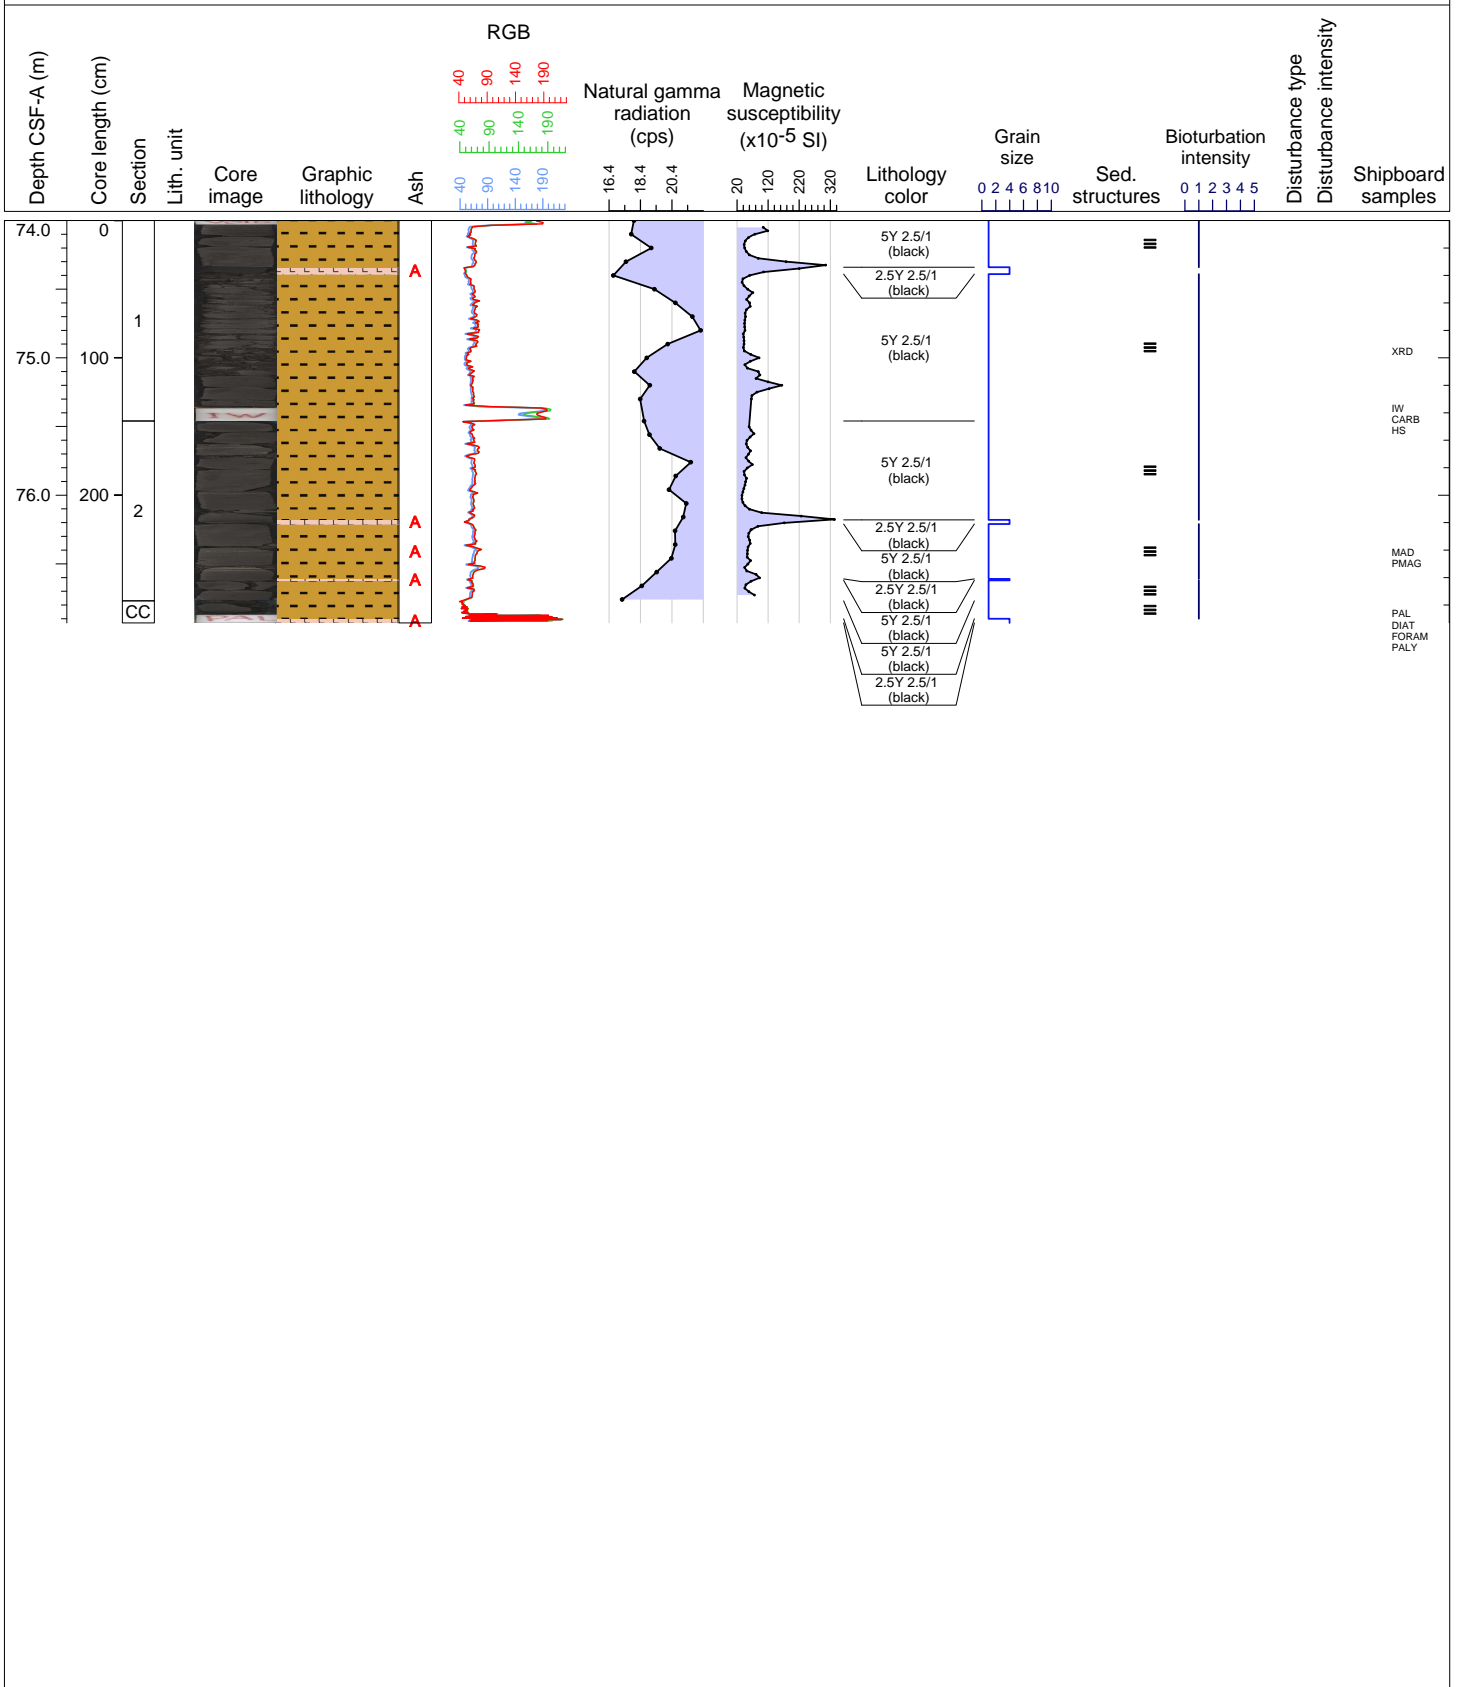 RGB
Depth CSF-A (m)
Core length (cm)
Section
Lith. unit
Core
image
Graphic
lithology
Ash
40 90 140 190
40 90 140 190
40 90 140 190
Natural gamma
radiation
(cps)
16.4 18.4 20.4
Magnetic
susceptibility
(x10-5 SI)
20 120 220 320
Lithology
color
Grain
size
0 2 4 6 8 10
Sed.
structures
Bioturbation
intensity
0 1 2 3 4 5
Disturbance type
Disturbance intensity
Shipboard
samples
74.0 0
75.0 100
76.0 200
1
2
CC
IW
PAL
A
A
A
A
A
5Y 2.5/1
(black)
2.5Y 2.5/1
(black)
5Y 2.5/1
(black)
5Y 2.5/1
(black)
2.5Y 2.5/1
(black)
5Y 2.5/1
(black)
2.5Y 2.5/1
(black)
5Y 2.5/1
(black)
5Y 2.5/1
(black)
2.5Y 2.5/1
(black)
XRD
IW
CARB
HS
MAD
PMAG
PAL
DIAT
FORAM
PALY